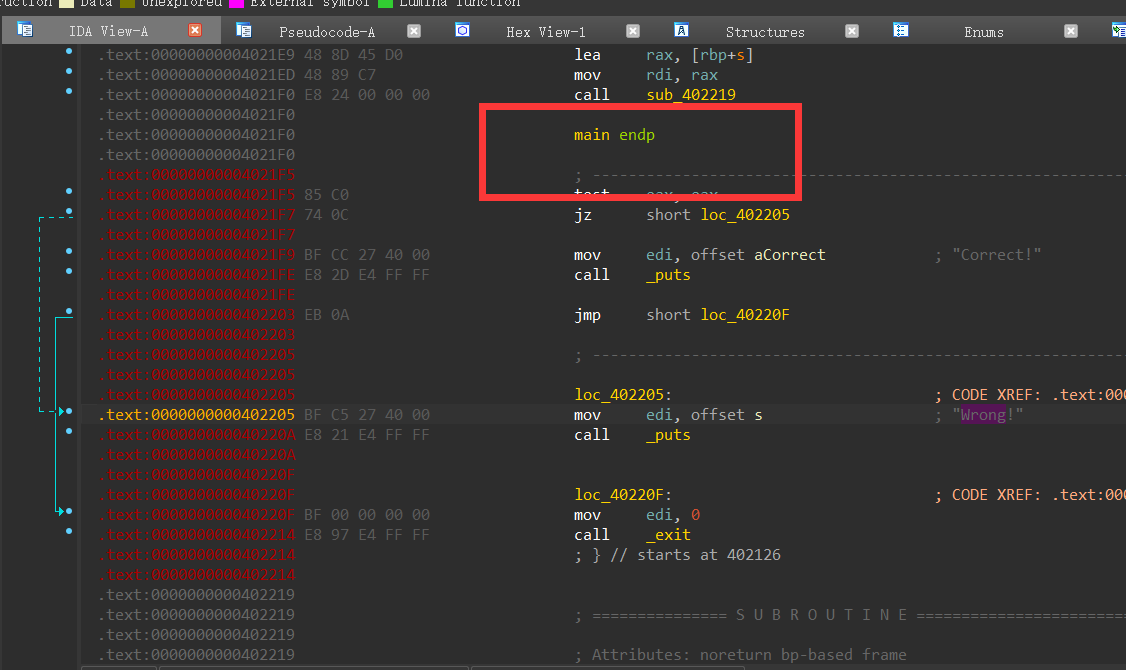 ruction Data Unexplored External symbol Lumina function
IDA View-A Pseudocode-A Hex View-1 Structures Enums
.text:00000000004021E9 48 8D 45 D0 lea rax, [rbp+s]
.text:00000000004021ED 48 89 C7 mov rdi, rax
.text:00000000004021F0 E8 24 00 00 00 call sub_402219
.text:00000000004021F0
.text:00000000004021F0 main endp
.text:00000000004021F0
.text:00000000004021F5 ; ---------------------------------------------------------------------------
.text:00000000004021F5 85 C0 test eax, eax
.text:00000000004021F7 74 0C jz short loc_402205
.text:00000000004021F7
.text:00000000004021F9 BF CC 27 40 00 mov edi, offset aCorrect ; "Correct!"
.text:00000000004021FE E8 2D E4 FF FF call _puts
.text:00000000004021FE
.text:0000000000402203 EB 0A jmp short loc_40220F
.text:0000000000402203
.text:0000000000402205 ; ---------------------------------------------------------------------------
.text:0000000000402205
.text:0000000000402205 loc_402205: ; CODE XREF: .text:000
.text:0000000000402205 BF C5 27 40 00 mov edi, offset s ; "Wrong!"
.text:000000000040220A E8 21 E4 FF FF call _puts
.text:000000000040220A
.text:000000000040220F
.text:000000000040220F loc_40220F: ; CODE XREF: .text:000
.text:000000000040220F BF 00 00 00 00 mov edi, 0
.text:0000000000402214 E8 97 E4 FF FF call _exit
.text:0000000000402214 ; } // starts at 402126
.text:0000000000402214
.text:0000000000402219
.text:0000000000402219 ; =============== S U B R O U T I N E =======================
.text:0000000000402219
.text:0000000000402219 ; Attributes: noreturn bp-based frame